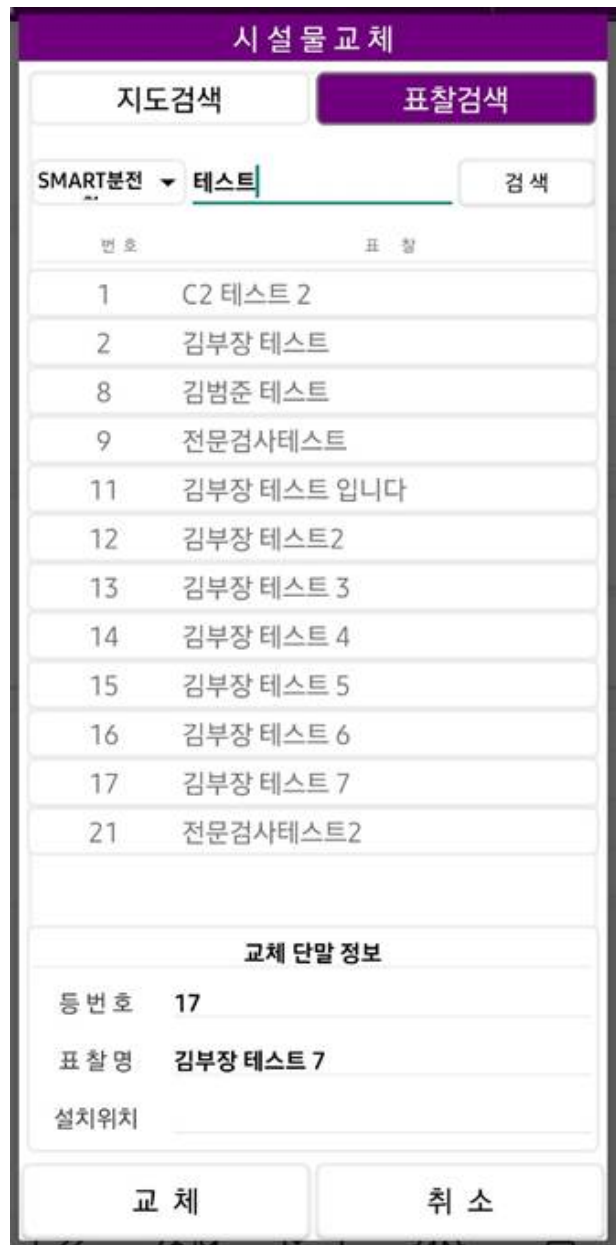 시설물교체
지도검색 표찰검색
SMART분전 테스트 검색
번호 표찰
1 C2 테스트 2
2 김부장 테스트
8 김범준 테스트
9 전문검사테스트
11 김부장 테스트 입니다
12 김부장 테스트2
13 김부장 테스트 3
14 김부장 테스트 4
15 김부장 테스트 5
16 김부장 테스트 6
17 김부장 테스트 7
21 전문검사테스트2
교체 단말 정보
등번호 17
표찰명 김부장 테스트 7
설치위치
교체 취소